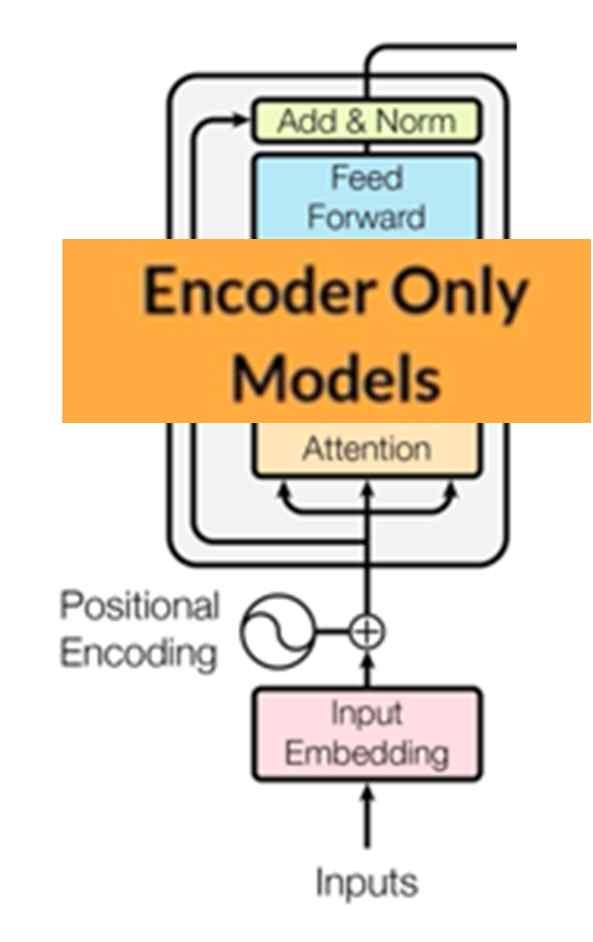 Add & Norm
Feed
Forward
Encoder Only
Models
Attention
Positional
Encoding
Input
Embedding
Inputs